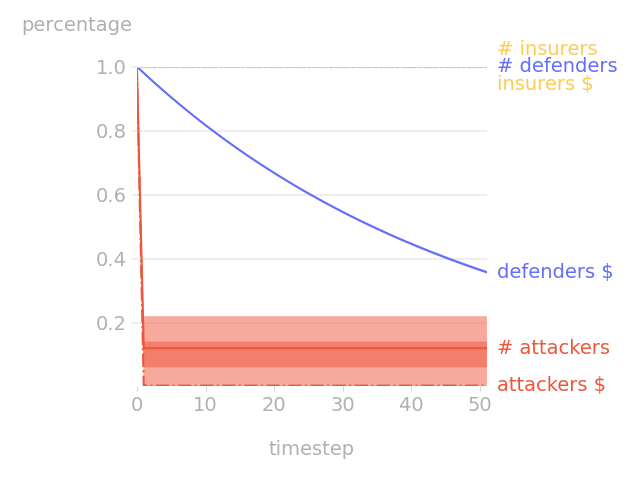 percentage
# insurers
# defenders
insurers $
1.0
0.8
0.6
0.4
0.2
defenders $
# attackers
attackers $
0 10 20 30 40 50
timestep